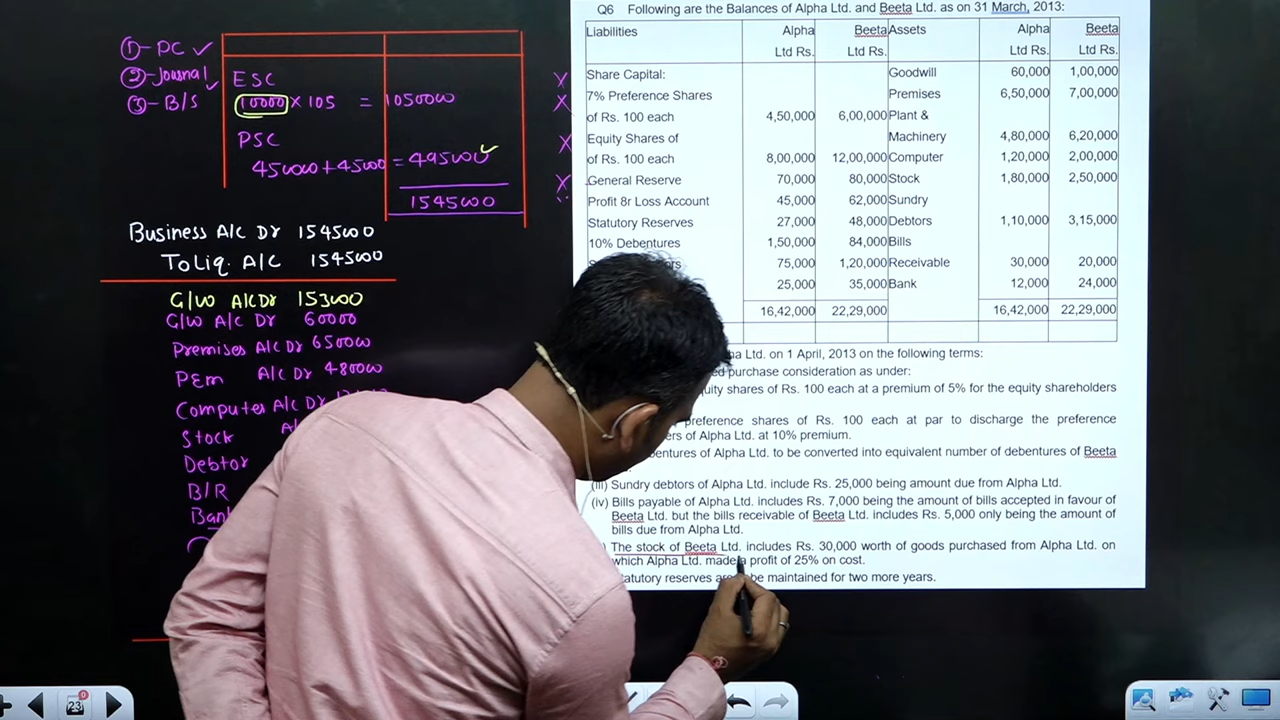 ① - PC ✓
② - Journal ✓
③ - B/S
ESC
10000 × 105 = 1050000
PSC
450000 + 45000 = 495000 ✓
1545000
Business A/C Dr 1545000
To Liq. A/C 1545000
G/W A/C Dr 153000
G/W A/c Dr 60000
Premises A/C Dr 650000
P&M A/c Dr 480000
Computer A/C Dr
Stock
Debtor
B/R
Bank
Q6 Following are the Balances of Alpha Ltd. and Beeta Ltd. as on 31 March, 2013:
Liabilities Alpha Beeta Assets Alpha Beeta
Ltd Rs. Ltd Rs. Ltd Rs. Ltd Rs.
Share Capital: Goodwill 60,000 1,00,000
7% Preference Shares Premises 6,50,000 7,00,000
of Rs. 100 each 4,50,000 6,00,000 Plant &
Equity Shares of Machinery 4,80,000 6,20,000
of Rs. 100 each 8,00,000 12,00,000 Computer 1,20,000 2,00,000
General Reserve 70,000 80,000 Stock 1,80,000 2,50,000
Profit 8r Loss Account 45,000 62,000 Sundry
Statutory Reserves 27,000 48,000 Debtors 1,10,000 3,15,000
10% Debentures 1,50,000 84,000 Bills
75,000 1,20,000 Receivable 30,000 20,000
25,000 35,000 Bank 12,000 24,000
16,42,000 22,29,000 16,42,000 22,29,000
Ltd. on 1 April, 2013 on the following terms:
purchase consideration as under:
shares of Rs. 100 each at a premium of 5% for the equity shareholders
preference shares of Rs. 100 each at par to discharge the preference
of Alpha Ltd. at 10% premium.
of Alpha Ltd. to be converted into equivalent number of debentures of Beeta
(iii) Sundry debtors of Alpha Ltd. include Rs. 25,000 being amount due from Alpha Ltd.
(iv) Bills payable of Alpha Ltd. includes Rs. 7,000 being the amount of bills accepted in favour of
Beeta Ltd. but the bills receivable of Beeta Ltd. includes Rs. 5,000 only being the amount of
bills due from Alpha Ltd.
The stock of Beeta Ltd. includes Rs. 30,000 worth of goods purchased from Alpha Ltd. on
which Alpha Ltd. made a profit of 25% on cost.
be maintained for two more years.
23